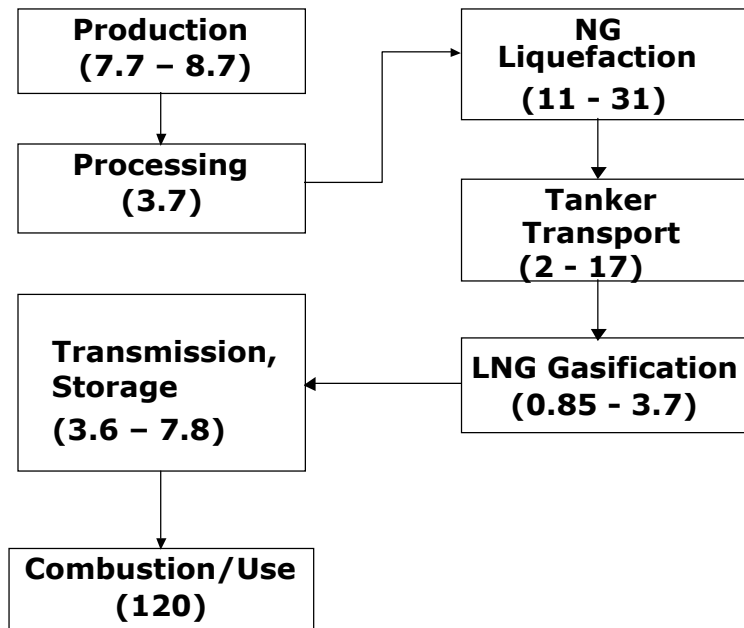 Production
(7.7 – 8.7)
Processing
(3.7)
NG
Liquefaction
(11 - 31)
Tanker
Transport
(2 - 17)
LNG Gasification
(0.85 - 3.7)
Transmission,
Storage
(3.6 – 7.8)
Combustion/Use
(120)